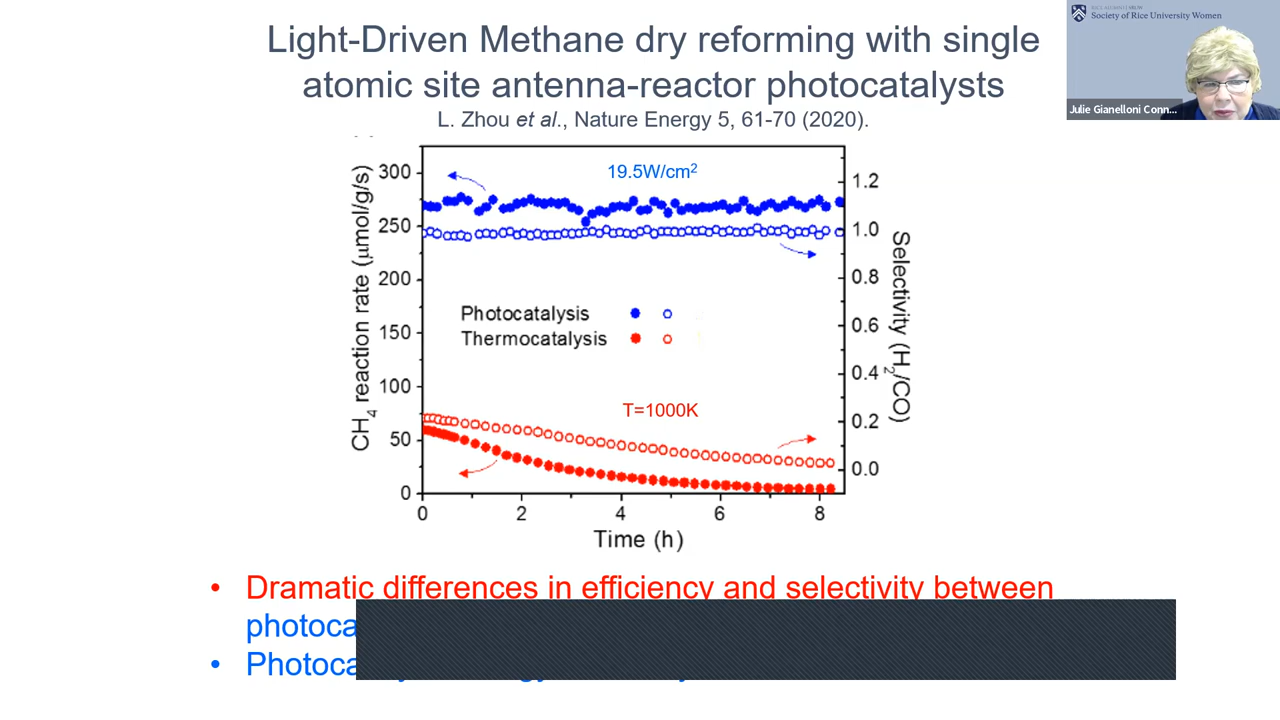 Light-Driven Methane dry reforming with single
atomic site antenna-reactor photocatalysts
L. Zhou et al., Nature Energy 5, 61-70 (2020).
Society of Rice University Women
Julie Gianelloni Conn...
19.5W/cm²
CH₄ reaction rate (μmol/g/s)
300
250
200
150
100
50
0
Photocatalysis
Thermocatalysis
T=1000K
1.2
1.0
0.8
0.6
0.4
0.2
0.0
Selectivity (H₂/CO)
0 2 4 6 8
Time (h)
• Dramatic differences in efficiency and selectivity between
photoca
• Photoca